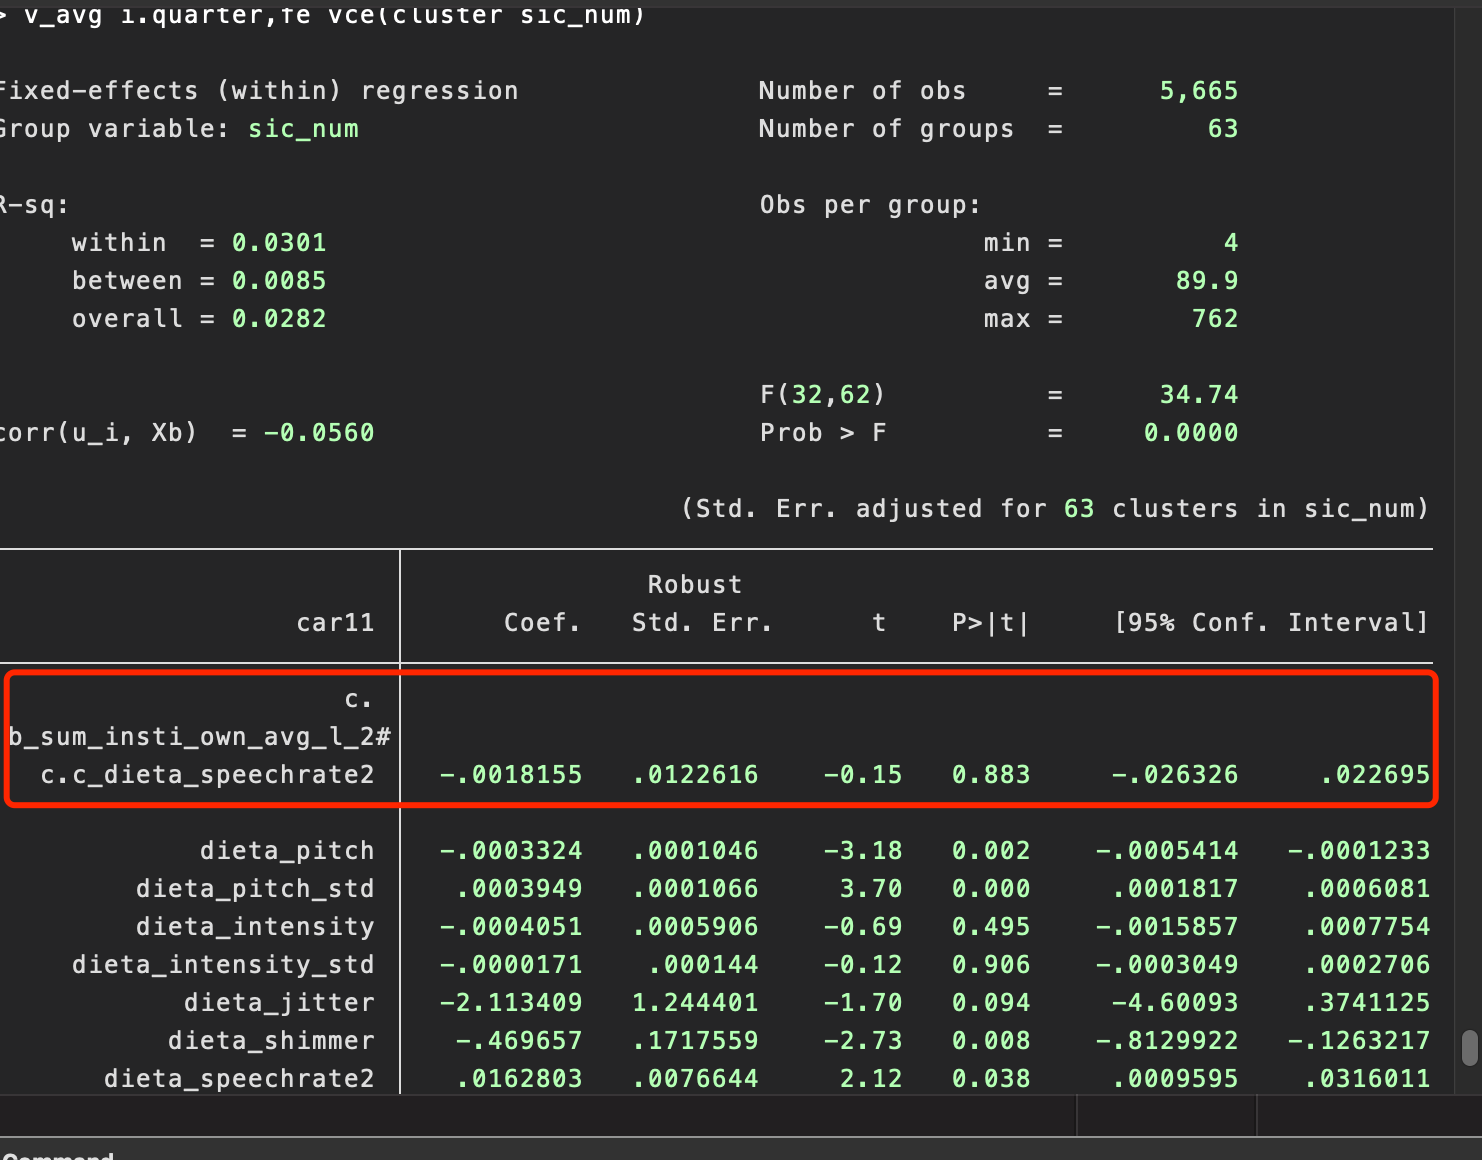 > v_avg i.quarter,fe vce(cluster sic_num)
Fixed-effects (within) regression Number of obs = 5,665
Group variable: sic_num Number of groups = 63
R-sq: Obs per group:
within = 0.0301 min = 4
between = 0.0085 avg = 89.9
overall = 0.0282 max = 762
F(32,62) = 34.74
corr(u_i, Xb) = -0.0560 Prob > F = 0.0000
(Std. Err. adjusted for 63 clusters in sic_num)
Robust
car11 Coef. Std. Err. t P>|t| [95% Conf. Interval]
c.
b_sum_insti_own_avg_l_2#
c.c_dieta_speechrate2 -.0018155 .0122616 -0.15 0.883 -.026326 .022695
dieta_pitch -.0003324 .0001046 -3.18 0.002 -.0005414 -.0001233
dieta_pitch_std .0003949 .0001066 3.70 0.000 .0001817 .0006081
dieta_intensity -.0004051 .0005906 -0.69 0.495 -.0015857 .0007754
dieta_intensity_std -.0000171 .000144 -0.12 0.906 -.0003049 .0002706
dieta_jitter -2.113409 1.244401 -1.70 0.094 -4.60093 .3741125
dieta_shimmer -.469657 .1717559 -2.73 0.008 -.8129922 -.1263217
dieta_speechrate2 .0162803 .0076644 2.12 0.038 .0009595 .0316011
Command